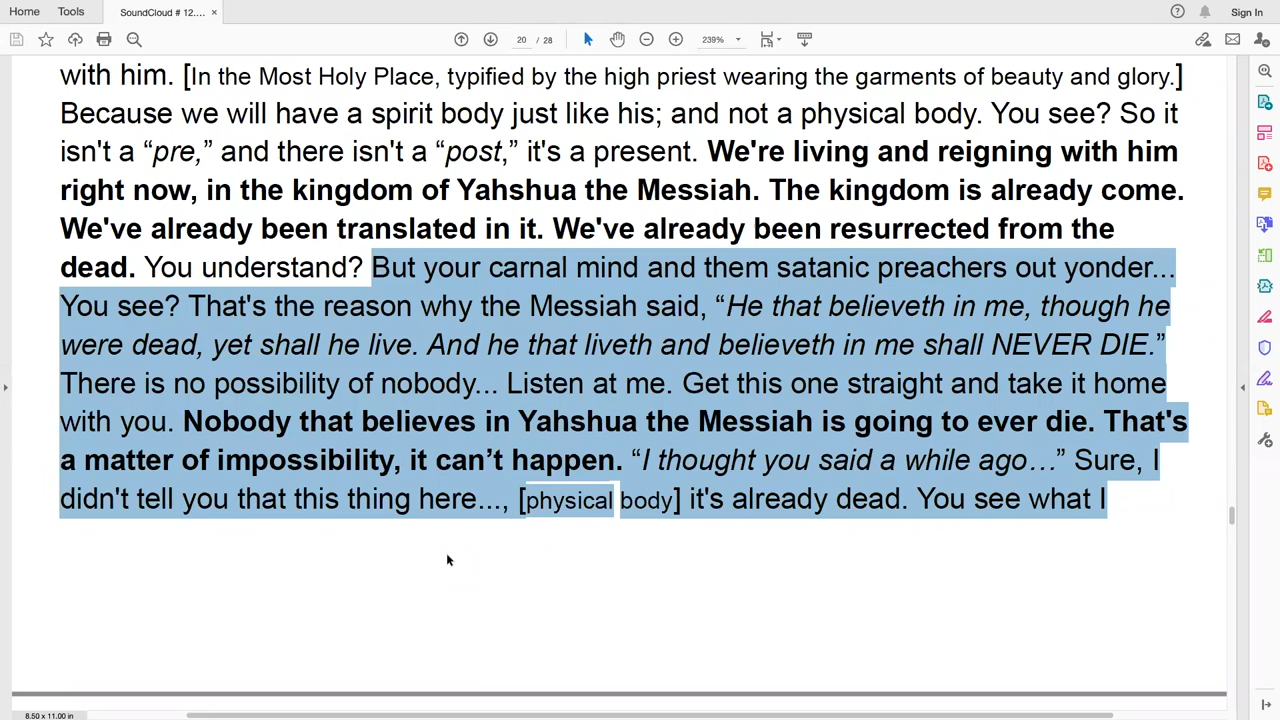 Home Tools SoundCloud # 12.... × Sign In
20 / 28 239%
with him. [In the Most Holy Place, typified by the high priest wearing the garments of beauty and glory.]
Because we will have a spirit body just like his; and not a physical body. You see? So it
isn't a “pre,” and there isn't a “post,” it's a present. We're living and reigning with him
right now, in the kingdom of Yahshua the Messiah. The kingdom is already come.
We've already been translated in it. We've already been resurrected from the
dead. You understand? But your carnal mind and them satanic preachers out yonder...
You see? That's the reason why the Messiah said, “He that believeth in me, though he
were dead, yet shall he live. And he that liveth and believeth in me shall NEVER DIE.”
There is no possibility of nobody... Listen at me. Get this one straight and take it home
with you. Nobody that believes in Yahshua the Messiah is going to ever die. That's
a matter of impossibility, it can’t happen. “I thought you said a while ago…” Sure, I
didn't tell you that this thing here..., [physical body] it's already dead. You see what I
8.50 x 11.00 in